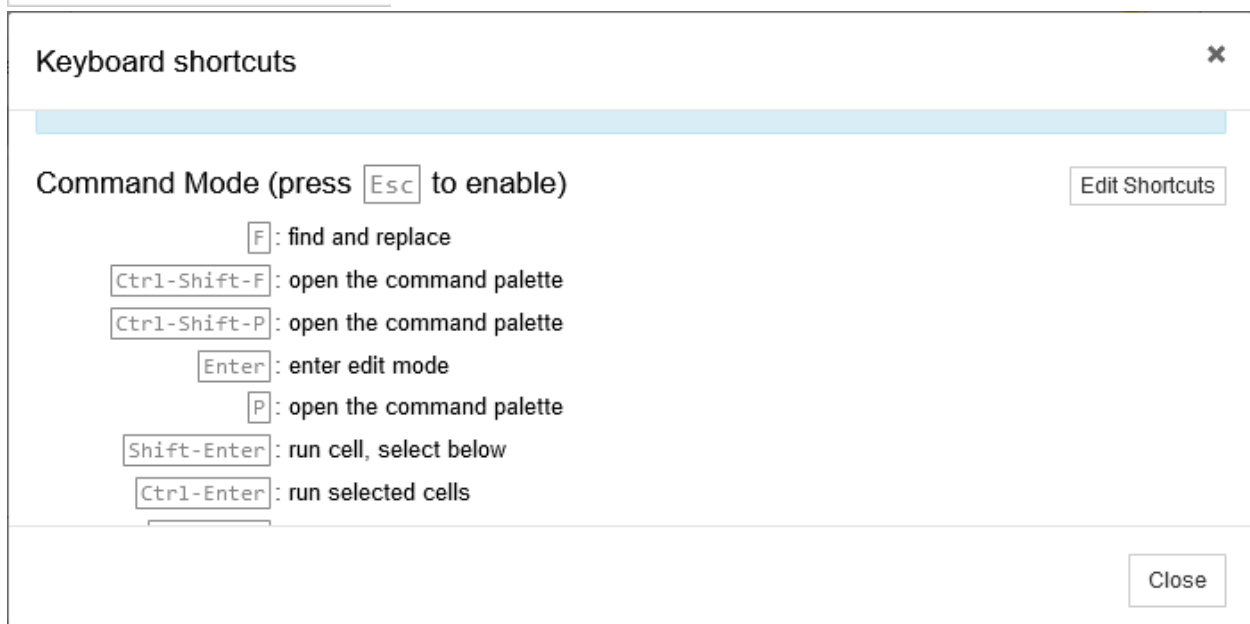 Keyboard shortcuts ✖
Command Mode (press Esc to enable) Edit Shortcuts
F : find and replace
Ctrl-Shift-F : open the command palette
Ctrl-Shift-P : open the command palette
Enter : enter edit mode
P : open the command palette
Shift-Enter : run cell, select below
Ctrl-Enter : run selected cells
Close